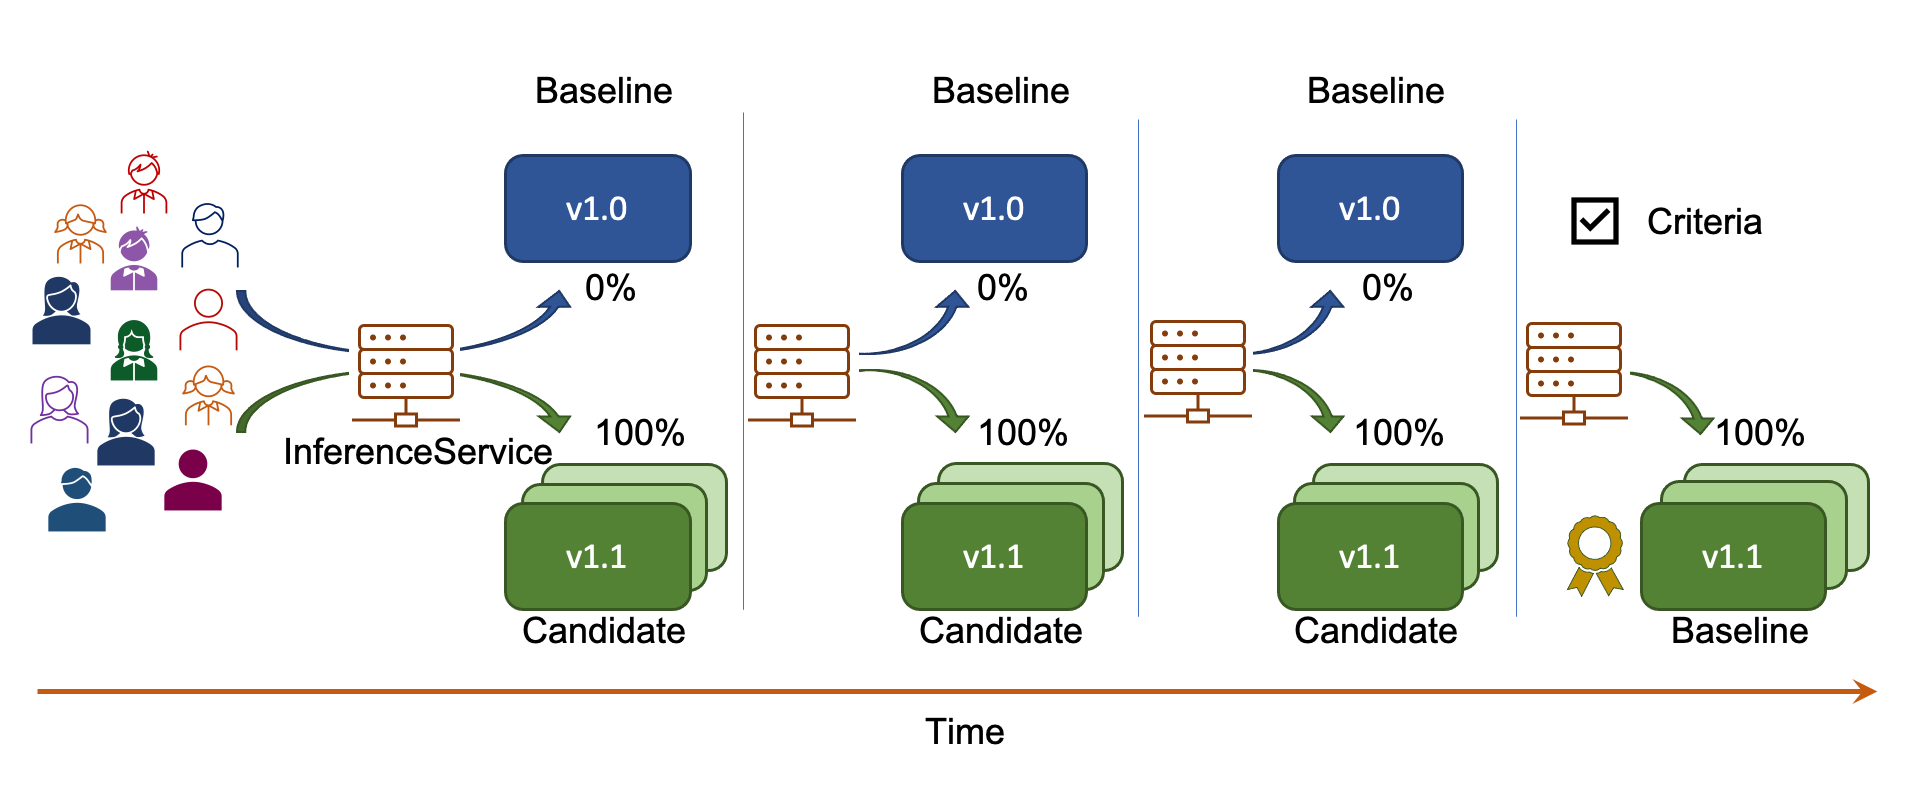 Baseline
Baseline
Baseline
v1.0
v1.0
v1.0
Criteria
0%
0%
0%
100%
100%
100%
100%
InferenceService
v1.1
v1.1
v1.1
v1.1
Candidate
Candidate
Candidate
Baseline
Time